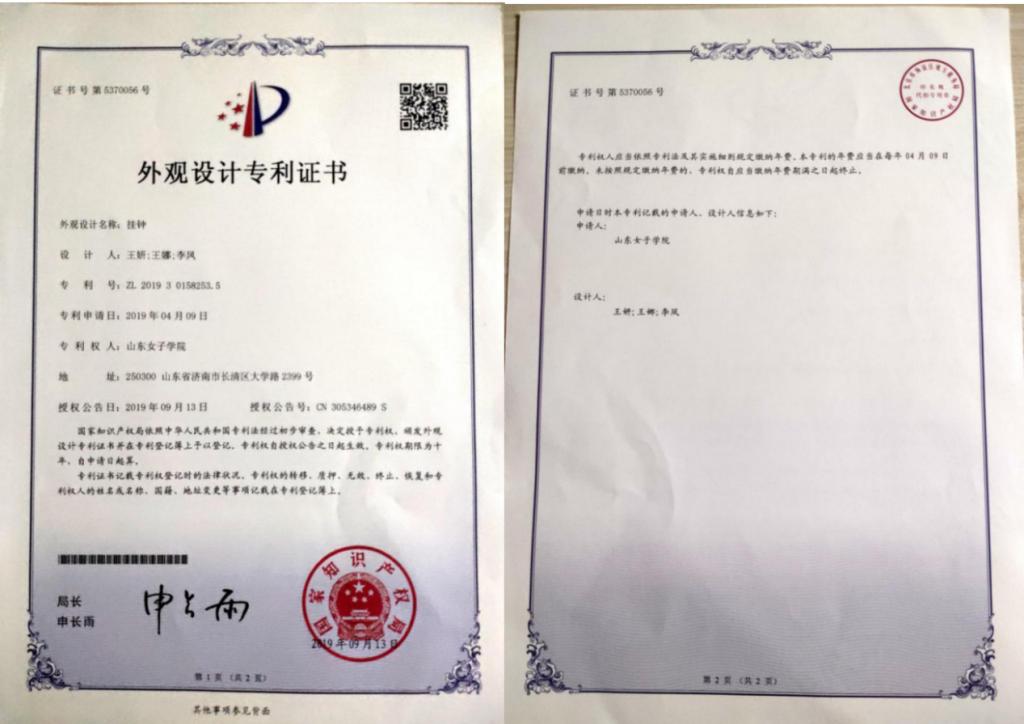 证书号第5370056号
外观设计专利证书
外观设计名称：挂钟
设计人：王妍;王娜;李凤
专利号：ZL 2019 3 0158253.5
专利申请日：2019年04月09日
专利权人：山东女子学院
地址：250300 山东省济南市长清区大学路2399号
授权公告日：2019年09月13日 授权公告号：CN 305346489 S
国家知识产权局依照中华人民共和国专利法经过初步审查，决定授予专利权，颁发外观
设计专利证书并在专利登记簿上予以登记。专利权自授权公告之日起生效。专利权期限为十
年，自申请日起算。
专利证书记载专利权登记时的法律状况。专利权的转移、质押、无效、终止、恢复和专
利权人的姓名或名称、国籍、地址变更等事项记载在专利登记簿上。
局长
申长雨
申长雨
国家知识产权局
2019年09月13日
第1页（共2页）
其他事项参见背面
证书号第5370056号
专利权人应当依照专利法及其实施细则规定缴纳年费。本专利的年费应当在每年04月09日
前缴纳。未按照规定缴纳年费的，专利权自应当缴纳年费期满之日起终止。
申请日时本专利记载的申请人、设计人信息如下：
申请人：
山东女子学院
设计人：
王妍;王娜;李凤
第2页（共2页）